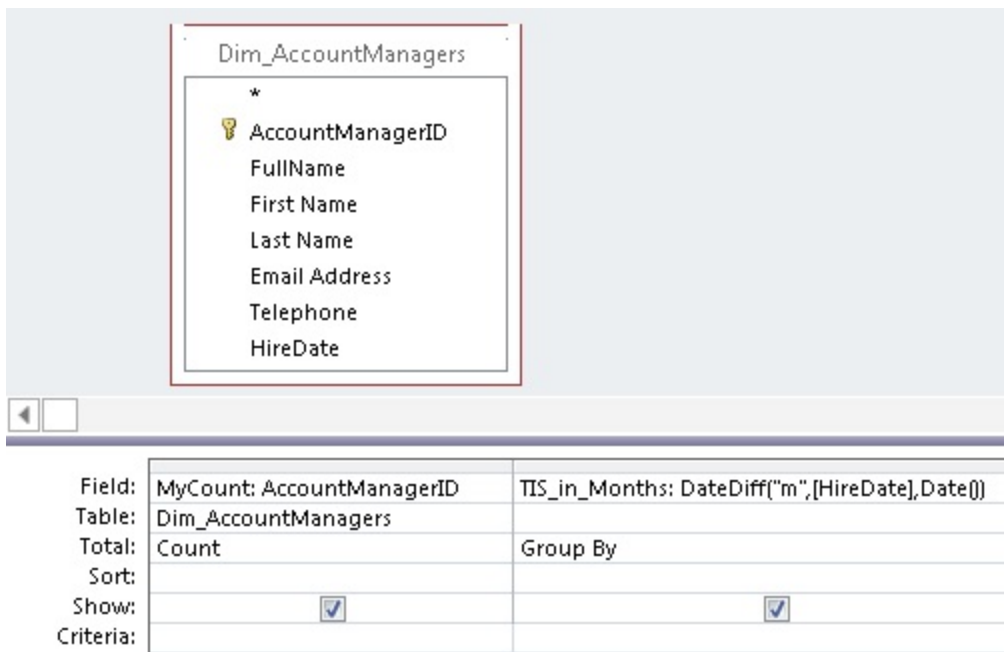 Dim_AccountManagers
*
AccountManagerID
FullName
First Name
Last Name
Email Address
Telephone
HireDate
Field: MyCount: AccountManagerID TIS_in_Months: DateDiff("m",[HireDate],Date())
Table: Dim_AccountManagers
Total: Count Group By
Sort:
Show:
Criteria: